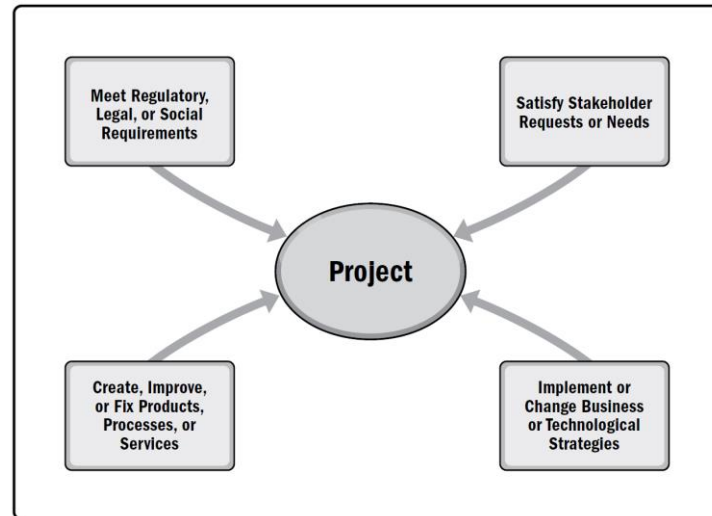 Meet Regulatory,
Legal, or Social
Requirements
Satisfy Stakeholder
Requests or Needs
Project
Create, Improve,
or Fix Products,
Processes, or
Services
Implement or
Change Business
or Technological
Strategies